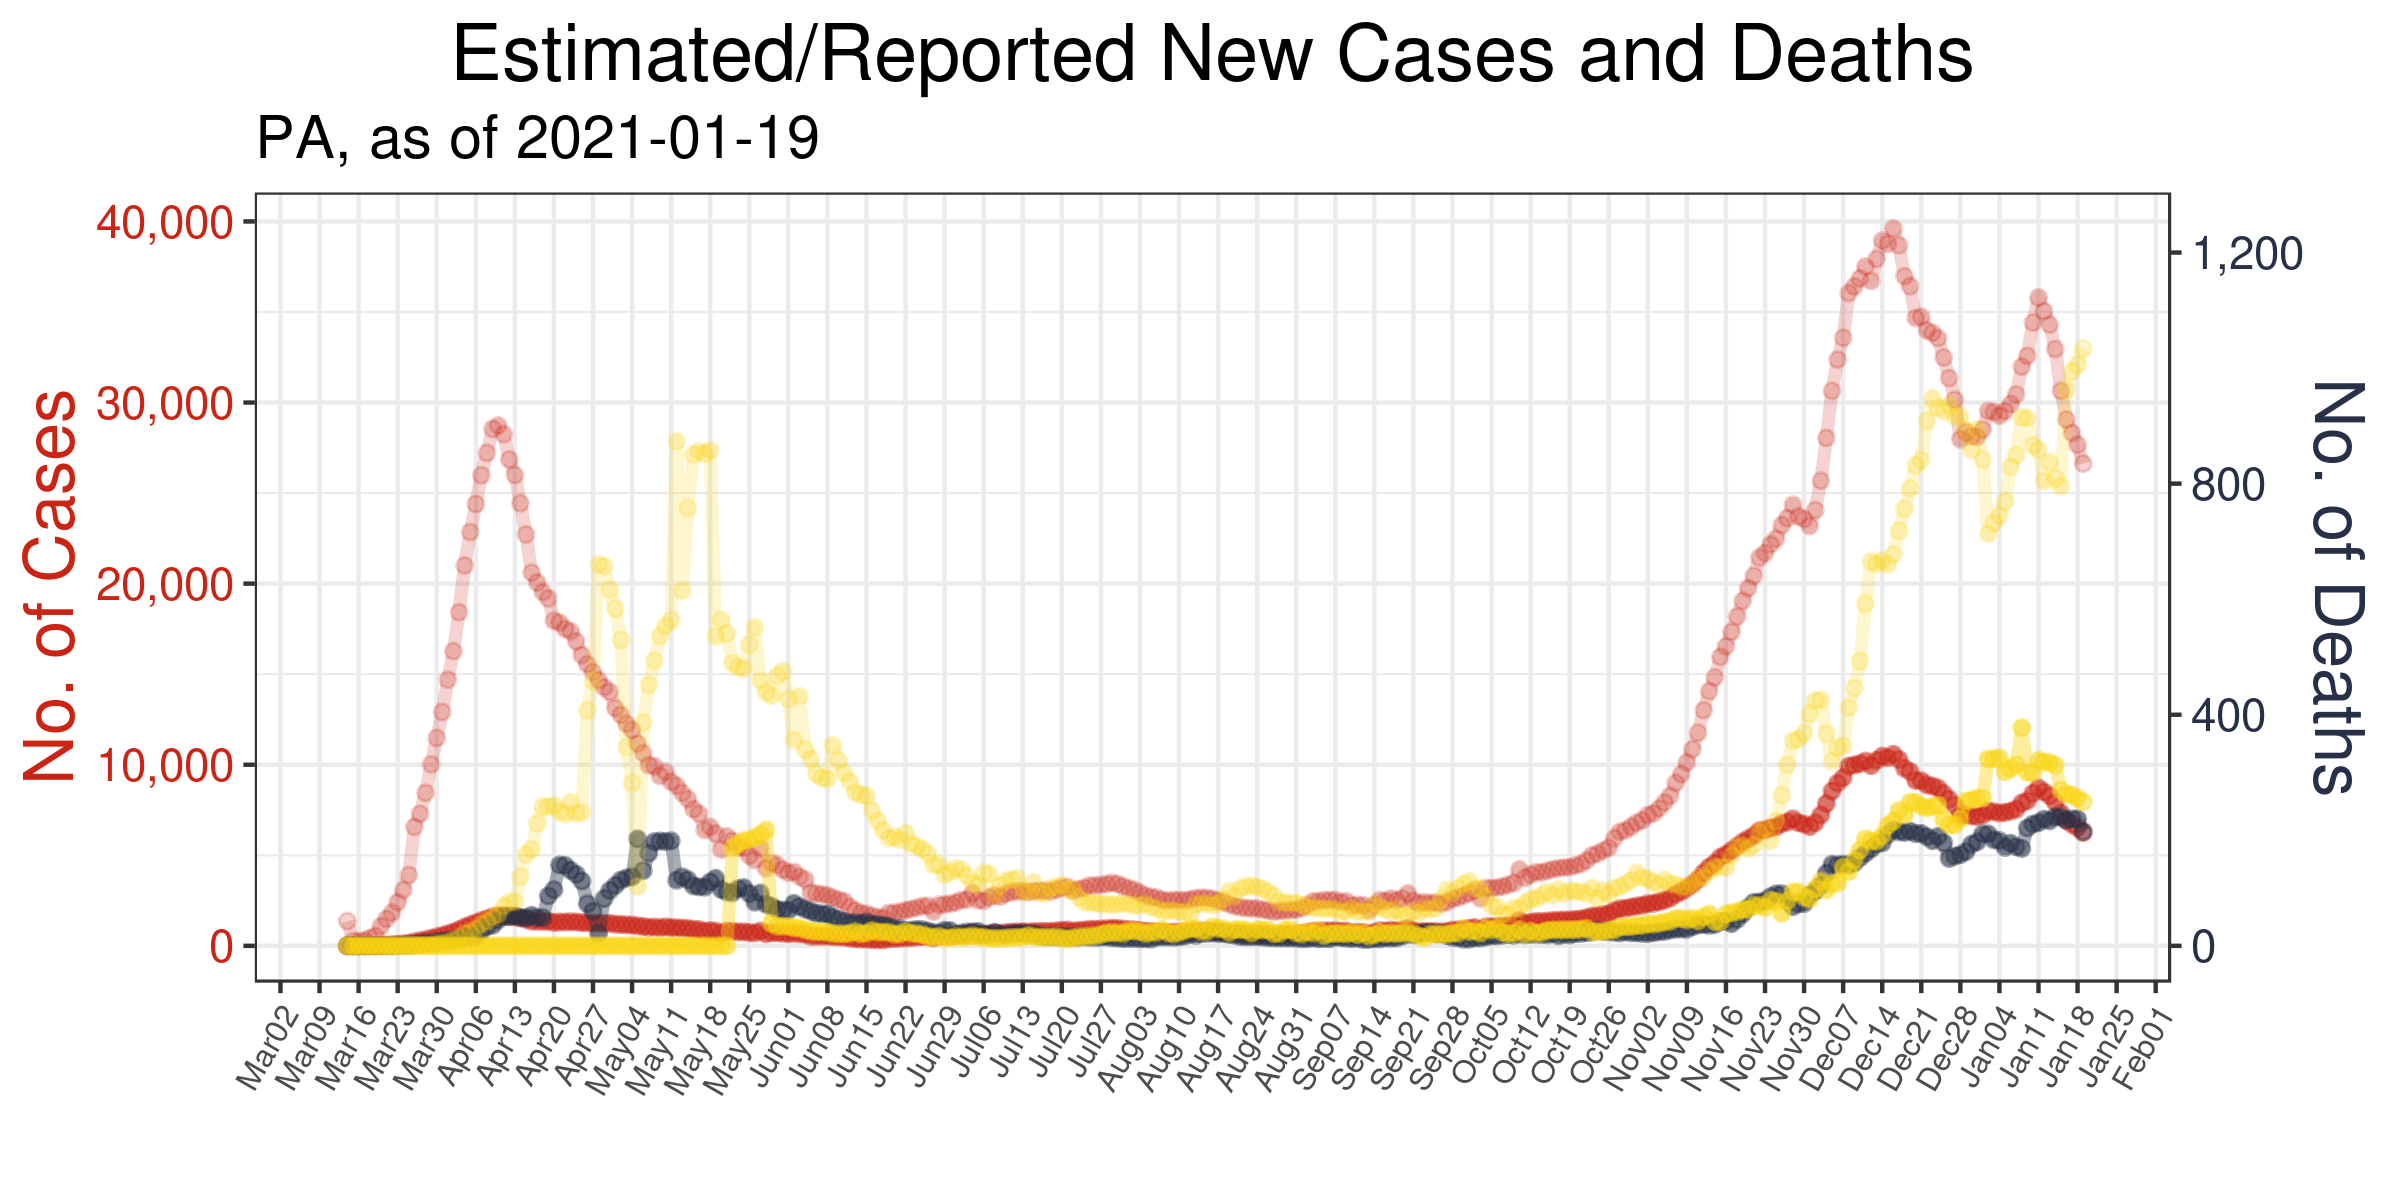 Estimated/Reported New Cases and Deaths
PA, as of 2021-01-19
No. of Cases
40,000
30,000
20,000
10,000
0
1,200
800
400
0
No. of Deaths
Mar02
Mar09
Mar16
Mar23
Mar30
Apr06
Apr13
Apr20
Apr27
May04
May11
May18
May25
Jun01
Jun08
Jun15
Jun22
Jun29
Jul06
Jul13
Jul20
Jul27
Aug03
Aug10
Aug17
Aug24
Aug31
Sep07
Sep14
Sep21
Sep28
Oct05
Oct12
Oct19
Oct26
Nov02
Nov09
Nov16
Nov23
Nov30
Dec07
Dec14
Dec21
Dec28
Jan04
Jan11
Jan18
Jan25
Feb01